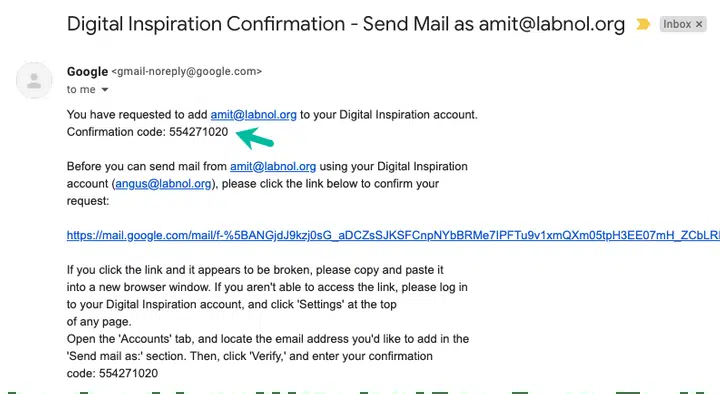 Digital Inspiration Confirmation - Send Mail as amit@labnol.org
Inbox ×
Google <gmail-noreply@google.com>
to me
You have requested to add amit@labnol.org to your Digital Inspiration account.
Confirmation code: 554271020
Before you can send mail from amit@labnol.org using your Digital Inspiration
account (angus@labnol.org), please click the link below to confirm your
request:
https://mail.google.com/mail/f-%5BANGjdJ9kzj0sG_aDCZsSJKSFCnpNYbBRMe7IPFTu9v1xmQXm05tpH3EE07mH_ZCbLRI
If you click the link and it appears to be broken, please copy and paste it
into a new browser window. If you aren't able to access the link, please log in
to your Digital Inspiration account, and click 'Settings' at the top
of any page.
Open the 'Accounts' tab, and locate the email address you'd like to add in the
'Send mail as:' section. Then, click 'Verify,' and enter your confirmation
code: 554271020